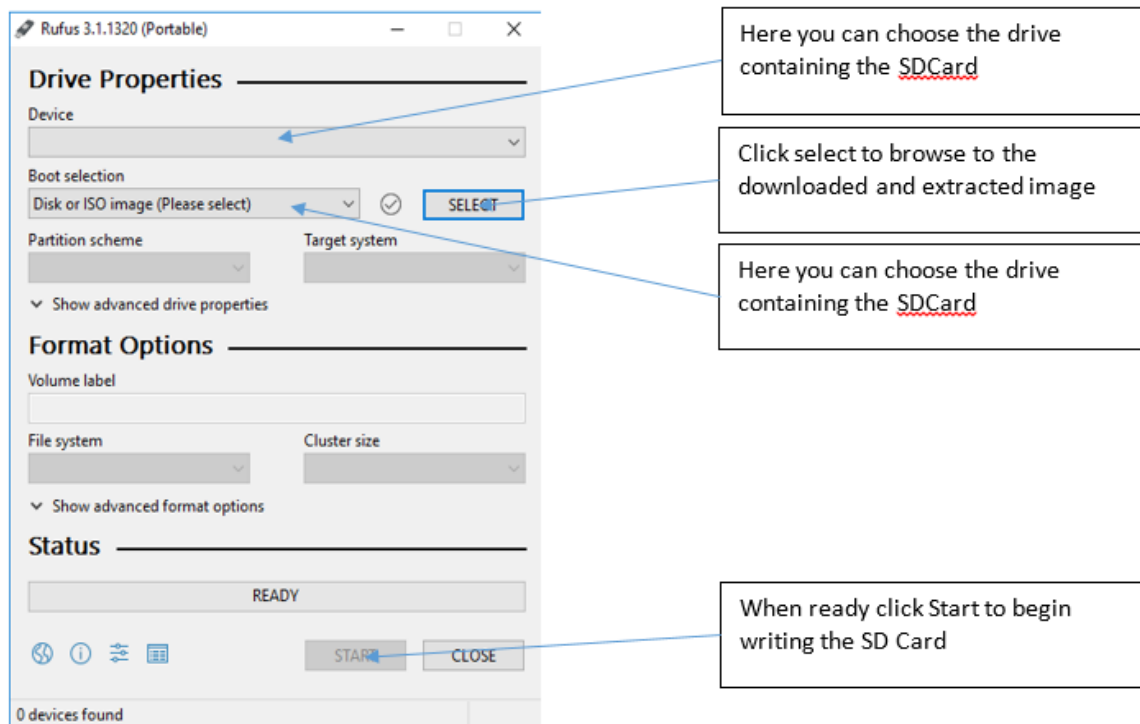 Rufus 3.1.1320 (Portable)
Drive Properties
Device
Boot selection
Disk or ISO image (Please select)
SELECT
Partition scheme
Target system
Show advanced drive properties
Format Options
Volume label
File system
Cluster size
Show advanced format options
Status
READY
START
CLOSE
0 devices found
Here you can choose the drive
containing the SDCard
Click select to browse to the
downloaded and extracted image
Here you can choose the drive
containing the SDCard
When ready click Start to begin
writing the SD Card